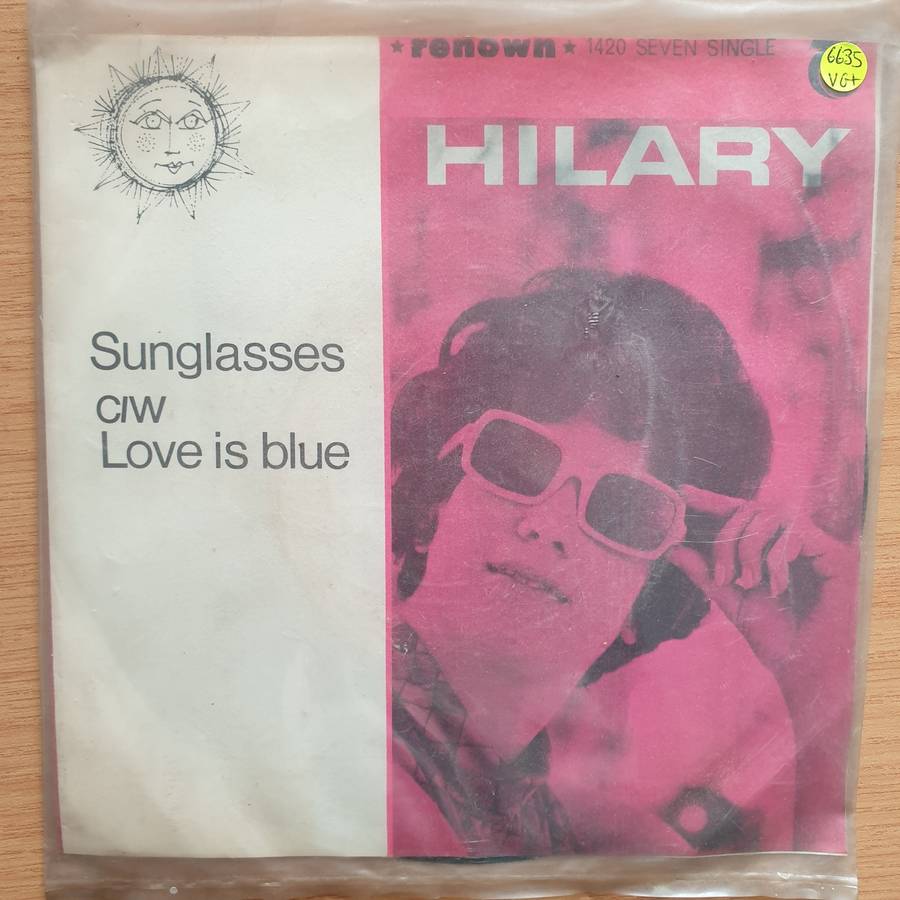 ★ renown ★ 1420 SEVEN SINGLE
6635
VG+
HILARY
Sunglasses
c/w
Love is blue